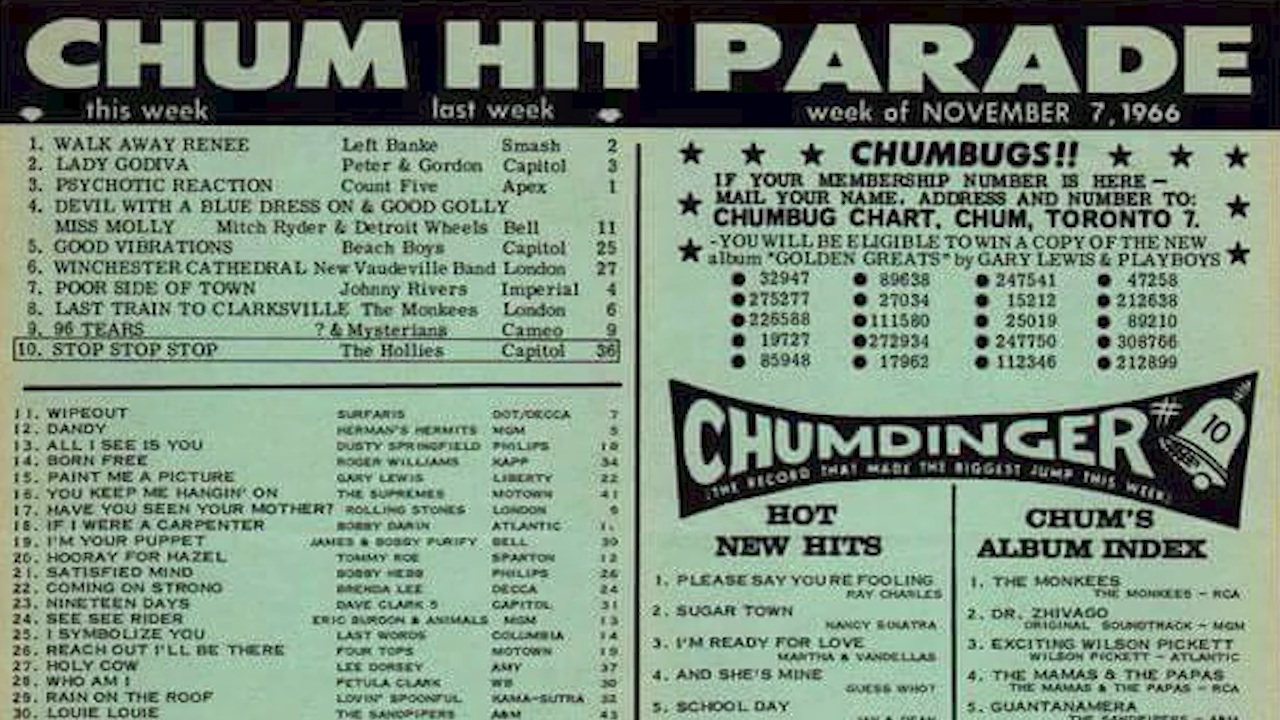 CHUM HIT PARADE
this week last week week of NOVEMBER 7, 1966
1. WALK AWAY RENEE Left Banke Smash 2
2. LADY GODIVA Peter & Gordon Capitol 3
3. PSYCHOTIC REACTION Count Five Apex 1
4. DEVIL WITH A BLUE DRESS ON & GOOD GOLLY
MISS MOLLY Mitch Ryder & Detroit Wheels Bell 11
5. GOOD VIBRATIONS Beach Boys Capitol 25
6. WINCHESTER CATHEDRAL New Vaudeville Band London 27
7. POOR SIDE OF TOWN Johnny Rivers Imperial 4
8. LAST TRAIN TO CLARKSVILLE The Monkees London 6
9. 96 TEARS ? & Mysterians Cameo 9
10. STOP STOP STOP The Hollies Capitol 36
11. WIPEOUT SURFARIS DOT/DECCA 7
12. DANDY HERMAN'S HERMITS MGM 5
13. ALL I SEE IS YOU DUSTY SPRINGFIELD PHILIPS 18
14. BORN FREE ROGER WILLIAMS KAPP 34
15. PAINT ME A PICTURE GARY LEWIS LIBERTY 22
16. YOU KEEP ME HANGIN' ON THE SUPREMES MOTOWN 41
17. HAVE YOU SEEN YOUR MOTHER? ROLLING STONES LONDON
18. IF I WERE A CARPENTER BOBBY DARIN ATLANTIC
19. I'M YOUR PUPPET JAMES & BOBBY PURIFY BELL 39
20. HOORAY FOR HAZEL TOMMY ROE SPARTON 12
21. SATISFIED MIND BOBBY HEBB PHILIPS 26
22. COMING ON STRONG BRENDA LEE DECCA 24
23. NINETEEN DAYS DAVE CLARK 5 CAPITOL 31
24. SEE SEE RIDER ERIC BURDON & ANIMALS MGM 13
25. I SYMBOLIZE YOU LAST WORDS COLUMBIA 14
26. REACH OUT I'LL BE THERE FOUR TOPS MOTOWN 19
27. HOLY COW LEE DORSEY AMY 37
28. WHO AM I PETULA CLARK WB 30
29. RAIN ON THE ROOF LOVIN' SPOONFUL KAMA-SUTRA 32
30. LOUIE LOUIE THE SANDPIPERS A&M 43
CHUMBUGS!!
IF YOUR MEMBERSHIP NUMBER IS HERE —
MAIL YOUR NAME, ADDRESS AND NUMBER TO:
CHUMBUG CHART, CHUM, TORONTO 7.
-YOU WILL BE ELIGIBLE TO WIN A COPY OF THE NEW
album "GOLDEN GREATS" by GARY LEWIS & PLAYBOYS
32947 89638 247541 47258
275277 27034 15212 212638
226588 111580 25019 89210
19727 272934 247750 308766
85948 17962 112346 212899
CHUMDINGER #10
(THE RECORD THAT MADE THE BIGGEST JUMP THIS WEEK)
HOT
NEW HITS
1. PLEASE SAY YOU'RE FOOLING
RAY CHARLES
2. SUGAR TOWN
NANCY SINATRA
3. I'M READY FOR LOVE
MARTHA & VANDELLAS
4. AND SHE'S MINE
GUESS WHO?
5. SCHOOL DAY
JAN & DEAN
CHUM'S
ALBUM INDEX
1. THE MONKEES
THE MONKEES — RCA
2. DR. ZHIVAGO
ORIGINAL SOUNDTRACK — MGM
3. EXCITING WILSON PICKETT
WILSON PICKETT — ATLANTIC
4. THE MAMAS & THE PAPAS
THE MAMAS & THE PAPAS — RCA
5. GUANTANAMERA
THE SANDPIPERS